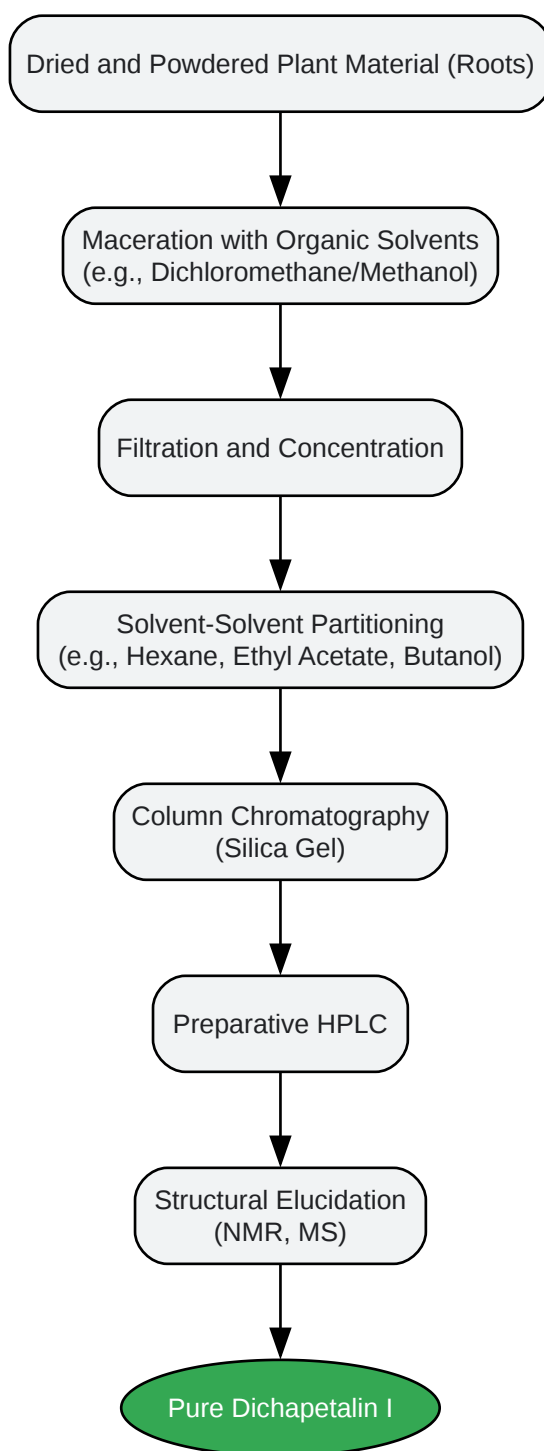 Dried and Powdered Plant Material (Roots)
Maceration with Organic Solvents
(e.g., Dichloromethane/Methanol)
Filtration and Concentration
Solvent-Solvent Partitioning
(e.g., Hexane, Ethyl Acetate, Butanol)
Column Chromatography
(Silica Gel)
Preparative HPLC
Structural Elucidation
(NMR, MS)
Pure Dichapetalin I